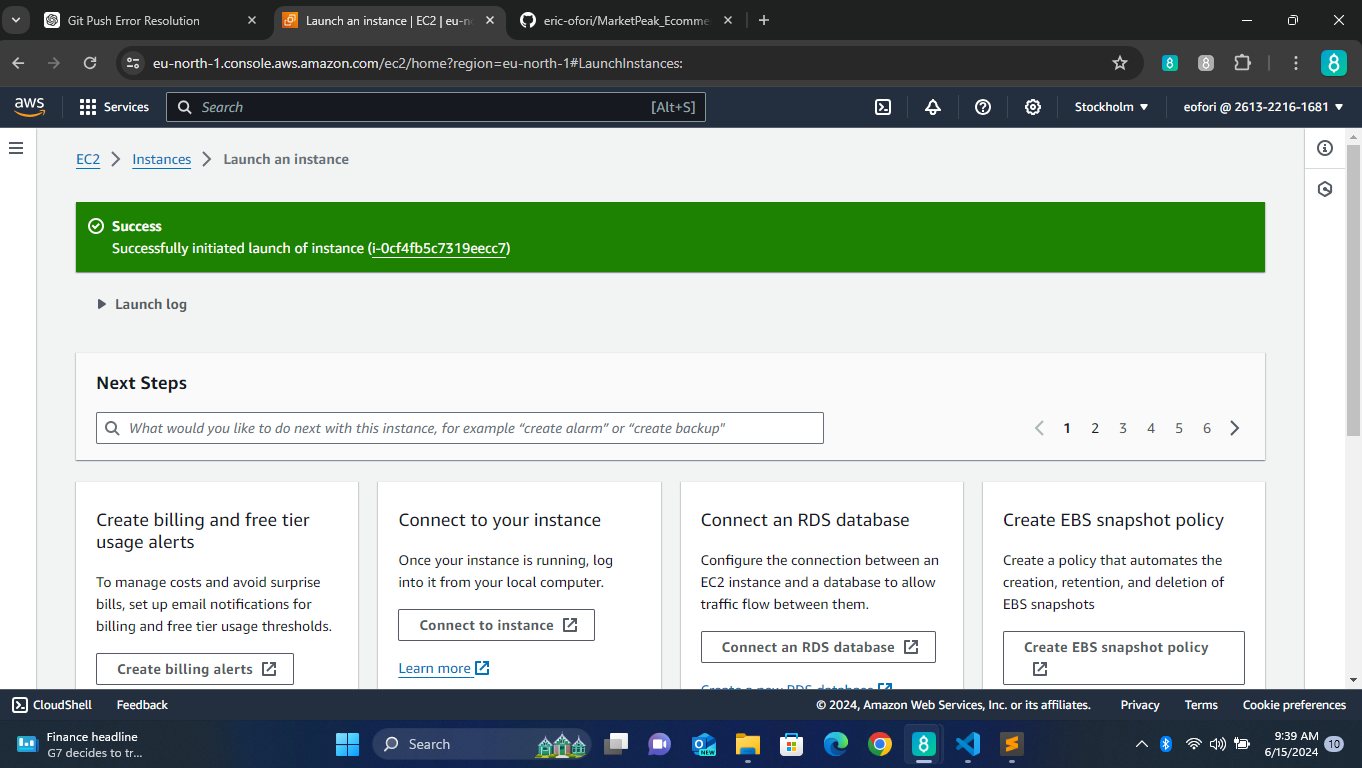 Git Push Error Resolution
Launch an instance | EC2 | eu-n
eric-ofori/MarketPeak_Ecomme
eu-north-1.console.aws.amazon.com/ec2/home?region=eu-north-1#LaunchInstances:
aws
Services
Search
[Alt+S]
Stockholm
eofori @ 2613-2216-1681
EC2
Instances
Launch an instance
Success
Successfully initiated launch of instance (i-0cf4fb5c7319eecc7)
Launch log
Next Steps
What would you like to do next with this instance, for example “create alarm” or “create backup"
1 2 3 4 5 6
Create billing and free tier
usage alerts
To manage costs and avoid surprise
bills, set up email notifications for
billing and free tier usage thresholds.
Create billing alerts
Connect to your instance
Once your instance is running, log
into it from your local computer.
Connect to instance
Learn more
Connect an RDS database
Configure the connection between an
EC2 instance and a database to allow
traffic flow between them.
Connect an RDS database
Create a new RDS database
Create EBS snapshot policy
Create a policy that automates the
creation, retention, and deletion of
EBS snapshots
Create EBS snapshot policy
CloudShell
Feedback
© 2024, Amazon Web Services, Inc. or its affiliates.
Privacy
Terms
Cookie preferences
Finance headline
G7 decides to tr...
Search
NEW
9:39 AM
6/15/2024
10